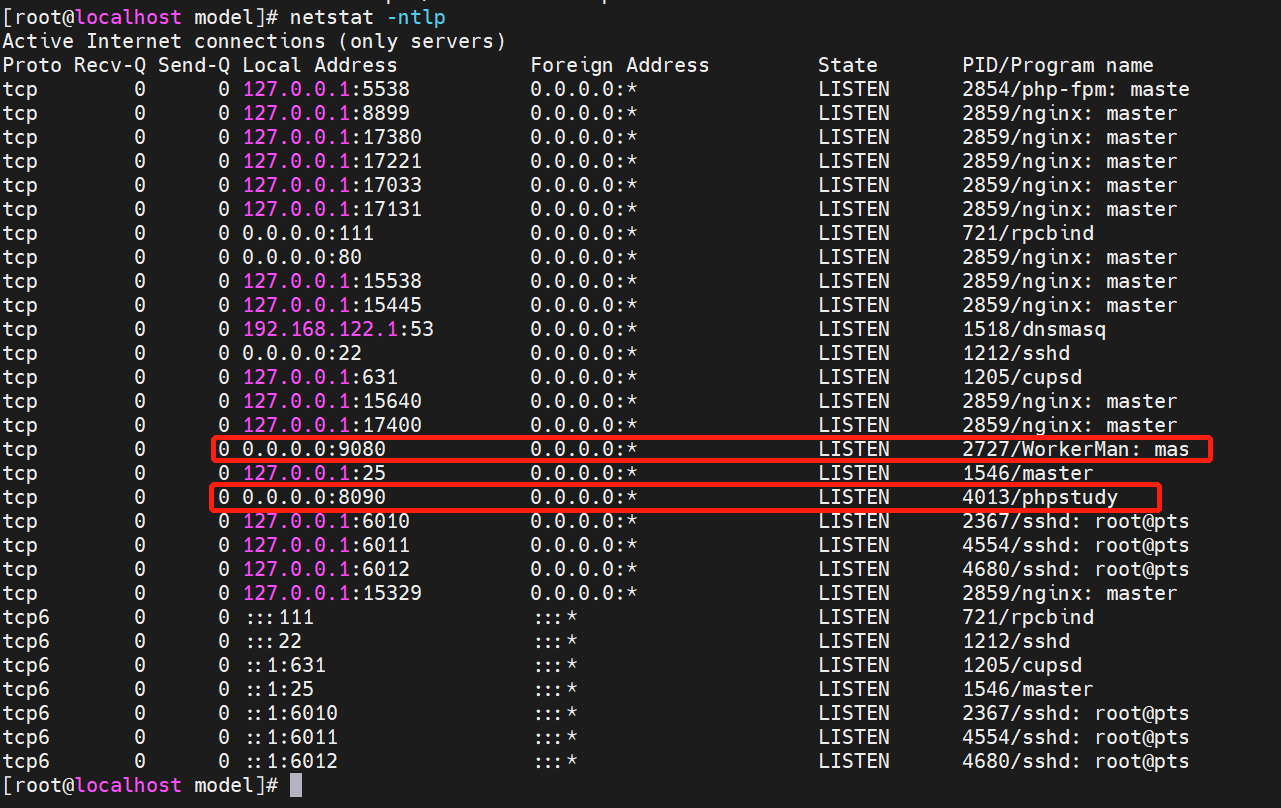 [root@localhost model]# netstat -ntlp
Active Internet connections (only servers)
Proto Recv-Q Send-Q Local Address           Foreign Address         State       PID/Program name
tcp        0      0 127.0.0.1:5538          0.0.0.0:*               LISTEN      2854/php-fpm: maste
tcp        0      0 127.0.0.1:8899          0.0.0.0:*               LISTEN      2859/nginx: master
tcp        0      0 127.0.0.1:17380         0.0.0.0:*               LISTEN      2859/nginx: master
tcp        0      0 127.0.0.1:17221         0.0.0.0:*               LISTEN      2859/nginx: master
tcp        0      0 127.0.0.1:17033         0.0.0.0:*               LISTEN      2859/nginx: master
tcp        0      0 127.0.0.1:17131         0.0.0.0:*               LISTEN      2859/nginx: master
tcp        0      0 0.0.0.0:111             0.0.0.0:*               LISTEN      721/rpcbind
tcp        0      0 0.0.0.0:80              0.0.0.0:*               LISTEN      2859/nginx: master
tcp        0      0 127.0.0.1:15538         0.0.0.0:*               LISTEN      2859/nginx: master
tcp        0      0 127.0.0.1:15445         0.0.0.0:*               LISTEN      2859/nginx: master
tcp        0      0 192.168.122.1:53        0.0.0.0:*               LISTEN      1518/dnsmasq
tcp        0      0 0.0.0.0:22              0.0.0.0:*               LISTEN      1212/sshd
tcp        0      0 127.0.0.1:631           0.0.0.0:*               LISTEN      1205/cupsd
tcp        0      0 127.0.0.1:15640         0.0.0.0:*               LISTEN      2859/nginx: master
tcp        0      0 127.0.0.1:17400         0.0.0.0:*               LISTEN      2859/nginx: master
tcp        0      0 0.0.0.0:9080            0.0.0.0:*               LISTEN      2727/WorkerMan: mas
tcp        0      0 127.0.0.1:25            0.0.0.0:*               LISTEN      1546/master
tcp        0      0 0.0.0.0:8090            0.0.0.0:*               LISTEN      4013/phpstudy
tcp        0      0 127.0.0.1:6010          0.0.0.0:*               LISTEN      2367/sshd: root@pts
tcp        0      0 127.0.0.1:6011          0.0.0.0:*               LISTEN      4554/sshd: root@pts
tcp        0      0 127.0.0.1:6012          0.0.0.0:*               LISTEN      4680/sshd: root@pts
tcp        0      0 127.0.0.1:15329         0.0.0.0:*               LISTEN      2859/nginx: master
tcp6       0      0 :::111                  :::*                    LISTEN      721/rpcbind
tcp6       0      0 :::22                   :::*                    LISTEN      1212/sshd
tcp6       0      0 ::1:631                 :::*                    LISTEN      1205/cupsd
tcp6       0      0 ::1:25                  :::*                    LISTEN      1546/master
tcp6       0      0 ::1:6010                :::*                    LISTEN      2367/sshd: root@pts
tcp6       0      0 ::1:6011                :::*                    LISTEN      4554/sshd: root@pts
tcp6       0      0 ::1:6012                :::*                    LISTEN      4680/sshd: root@pts
[root@localhost model]#